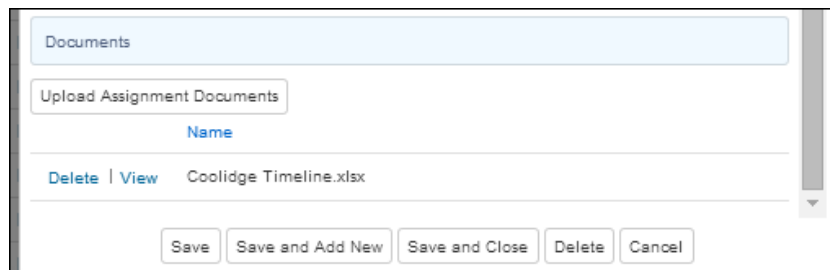 Documents
Upload Assignment Documents
Name
Delete | View Coolidge Timeline.xlsx
Save Save and Add New Save and Close Delete Cancel